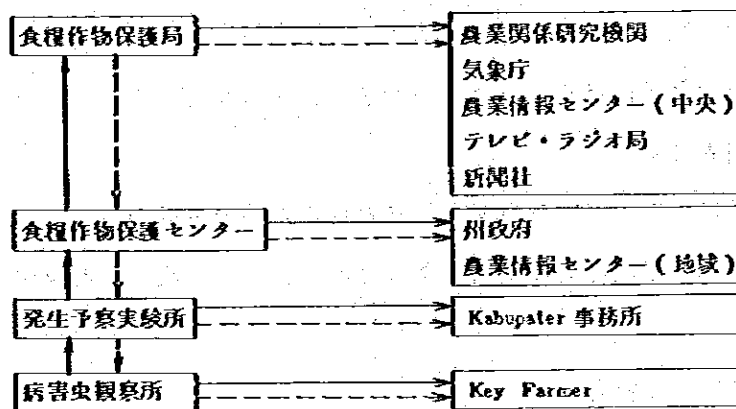 食糧作物保護局
農業関係研究機関
気象庁
農業情報センター(中央)
テレビ・ラジオ局
新聞社
食糧作物保護センター
州政府
農業情報センター(地域)
発生予察実験所
Kabupater 事務所
病害虫観察所
Key Farmer